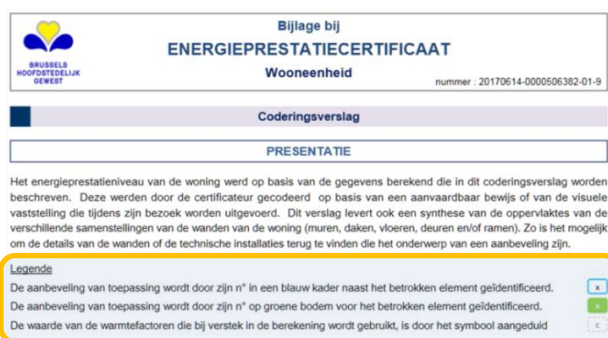 BRUSSELS
HOOFDSTEDELIJK
GEWEST
Bijlage bij
ENERGIEPRESTATIECERTIFICAAT
Wooneenheid
nummer : 20170614-0000506382-01-9
Coderingsverslag
PRESENTATIE
Het energieprestatieniveau van de woning werd op basis van de gegevens berekend die in dit coderingsverslag worden
beschreven. Deze werden door de certificateur gecodeerd op basis van een aanvaardbaar bewijs of van de visuele
vaststelling die tijdens zijn bezoek worden uitgevoerd. Dit verslag levert ook een synthese van de oppervlaktes van de
verschillende samenstellingen van de wanden van de woning (muren, daken, vloeren, deuren en/of ramen). Zo is het mogelijk
om de details van de wanden of de technische installaties terug te vinden die het onderwerp van een aanbeveling zijn.
Legende
De aanbeveling van toepassing wordt door zijn n° in een blauw kader naast het betrokken element geïdentificeerd. x
De aanbeveling van toepassing wordt door zijn n° op groene bodem voor het betrokken element geïdentificeerd. x
De waarde van de warmtefactoren die bij verstek in de berekening wordt gebruikt, is door het symbool aangeduid c